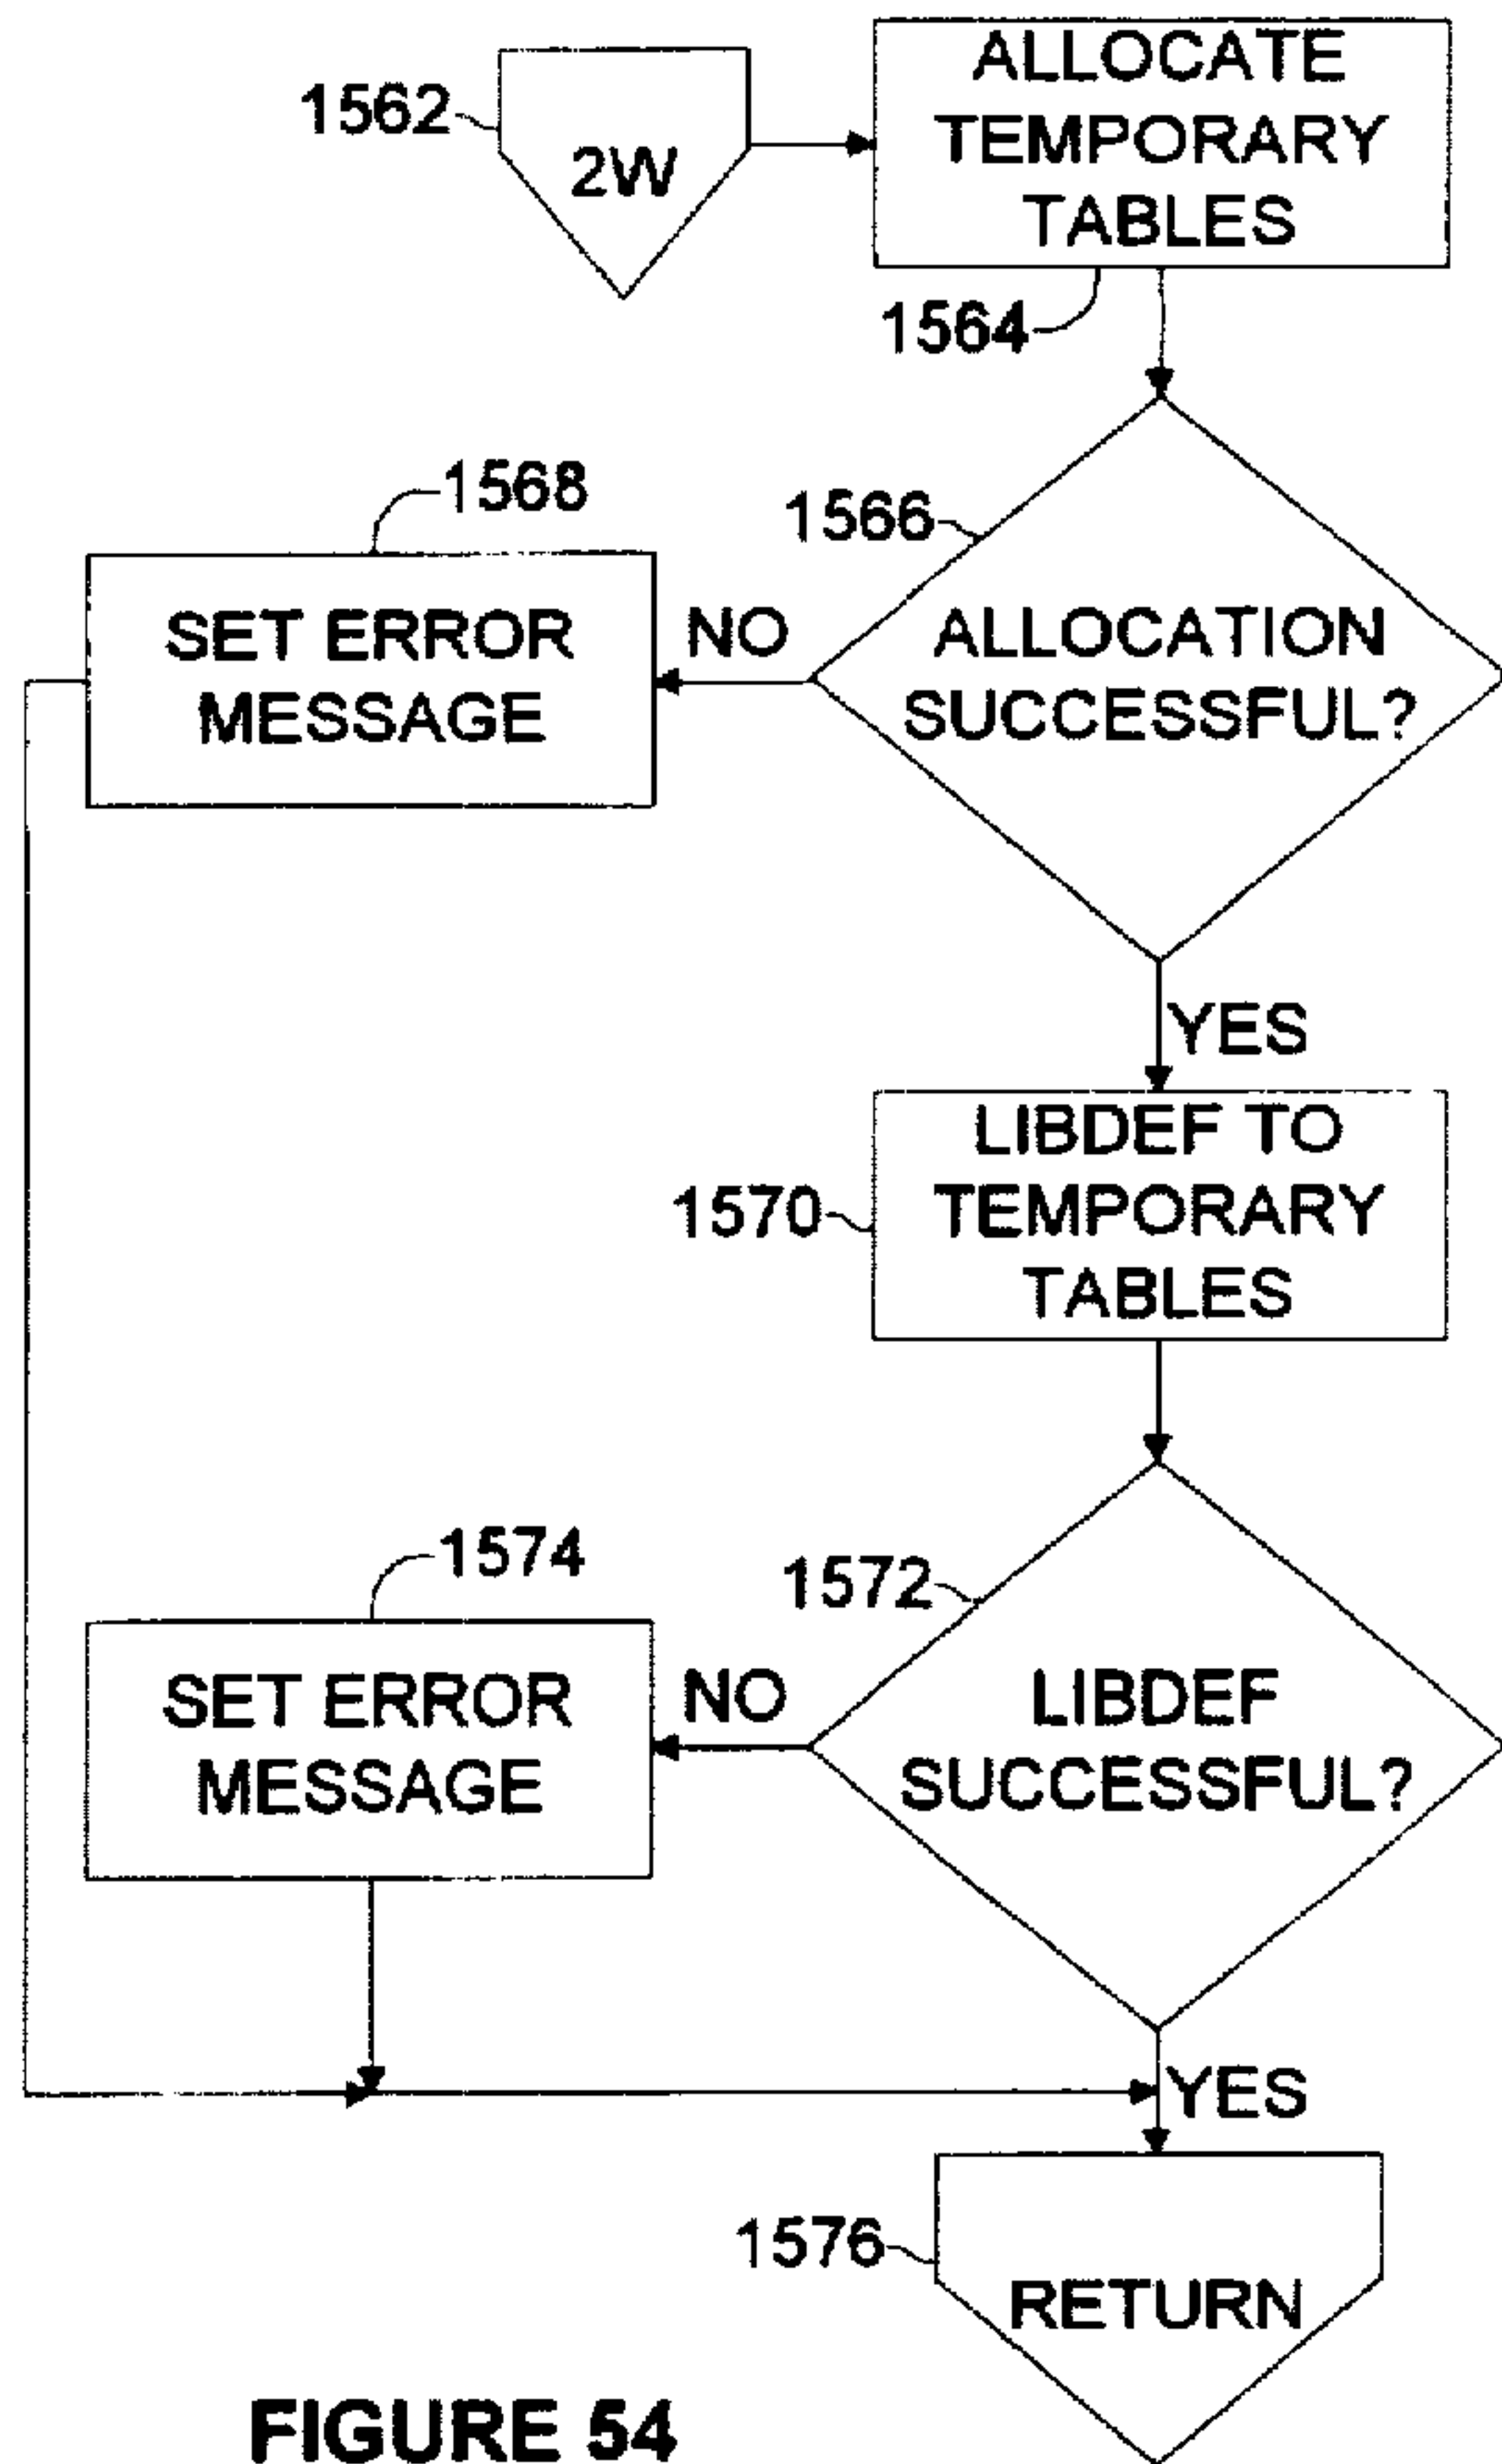 1562
2W
ALLOCATE
TEMPORARY
TABLES
1564
1566
ALLOCATION
SUCCESSFUL?
NO
1568
SET ERROR
MESSAGE
YES
1570
LIBDEF TO
TEMPORARY
TABLES
1572
LIBDEF
SUCCESSFUL?
NO
1574
SET ERROR
MESSAGE
YES
1576
RETURN
FIGURE 54